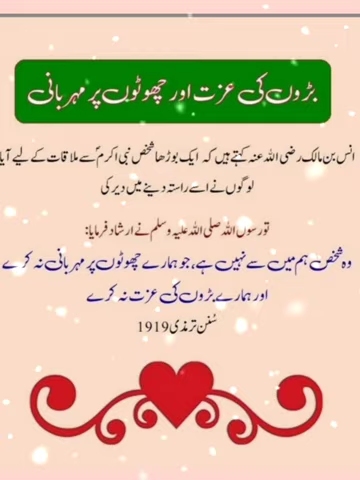 بڑوں کی عزت اور چھوٹوں پر مہربانی
انس بن مالک رضی اللہ عنہ کہتے ہیں کہ ایک بوڑھا شخص نبی اکرمؐ سے ملاقات کے لیے آیا
لوگوں نے اسے راستہ دینے میں دیر کی
تو رسول اللہ صلی اللہ علیہ وسلم نے ارشاد فرمایا:
وہ شخص ہم میں سے نہیں ہے، جو ہمارے چھوٹوں پر مہربانی نہ کرے
اور ہمارے بڑوں کی عزت نہ کرے
سُنن ترمذی 1919